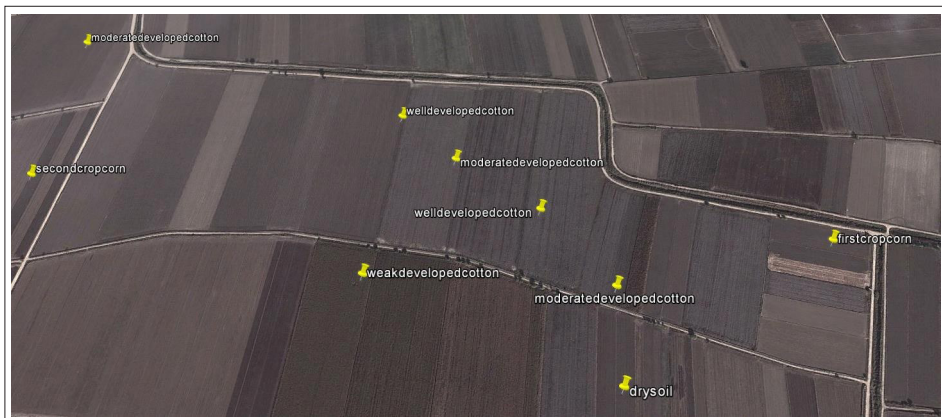 moderatedevelopedcotton
welldevelopedcotton
moderatedevelopedcotton
secondcropcorn
welldevelopedcotton
firstcropcorn
weakdevelopedcotton
moderatedevelopedcotton
drysoil